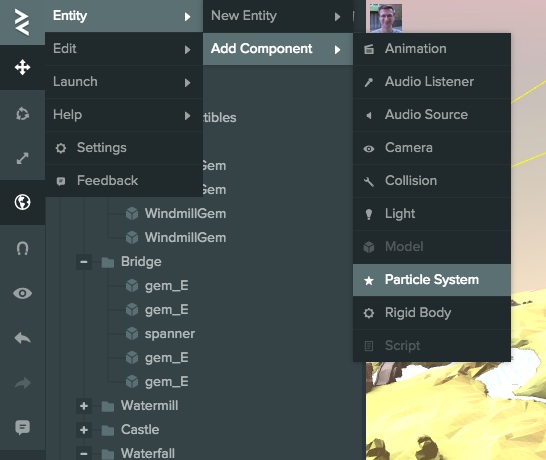 Entity
Edit
Launch
Help
Settings
Feedback
New Entity
Add Component
Animation
Audio Listener
Audio Source
Camera
Collision
Light
Model
Particle System
Rigid Body
Script
tibles
Gem
Gem
WindmillGem
WindmillGem
Bridge
gem_E
gem_E
spanner
gem_E
gem_E
Watermill
Castle
Waterfall